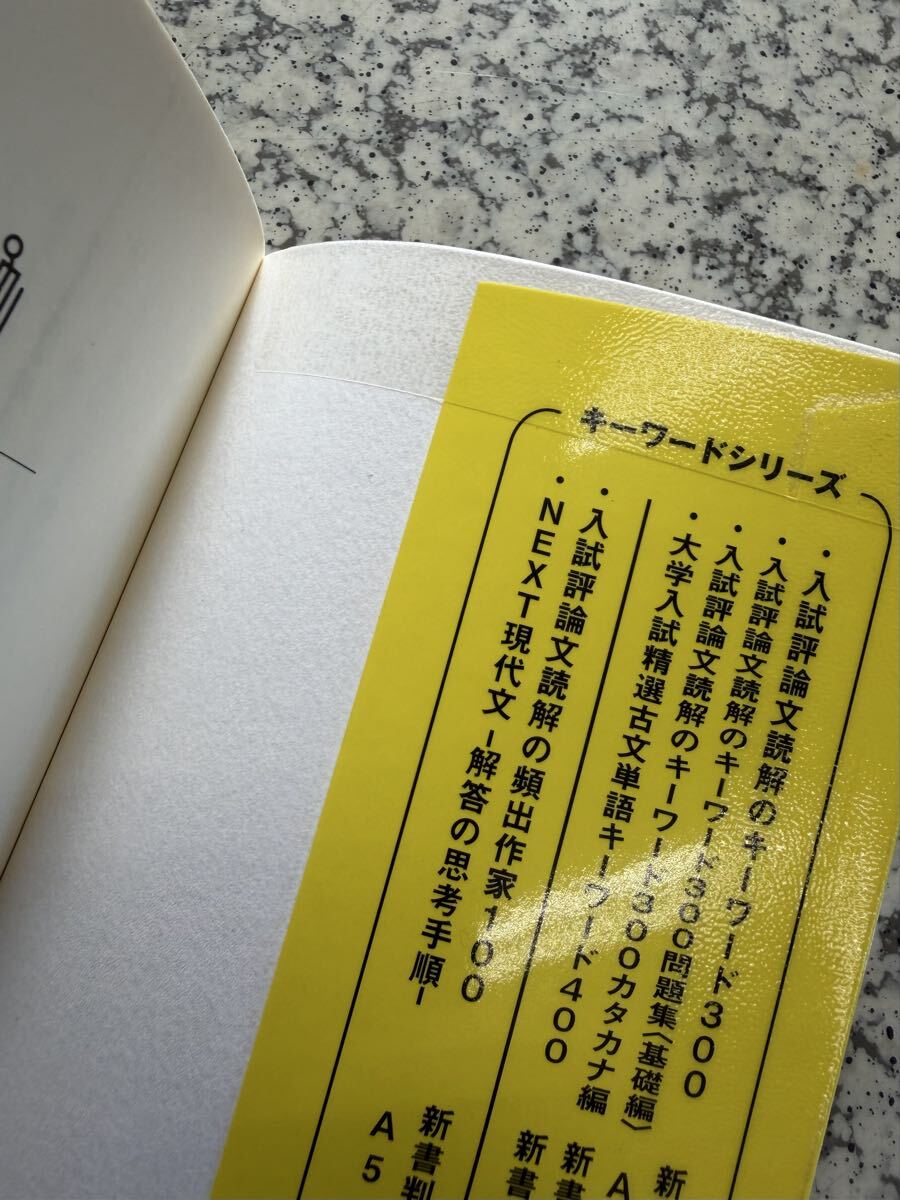 キーワードシリーズ
・入試評論文読解のキーワード300 新
・入試評論文読解のキーワード300問題集〈基礎編〉 A
・入試評論文読解のキーワード300カタカナ編 新書
・大学入試精選古文単語キーワード400 新書
・入試評論文読解の頻出作家100 新書判
・NEXT現代文-解答の思考手順- A5